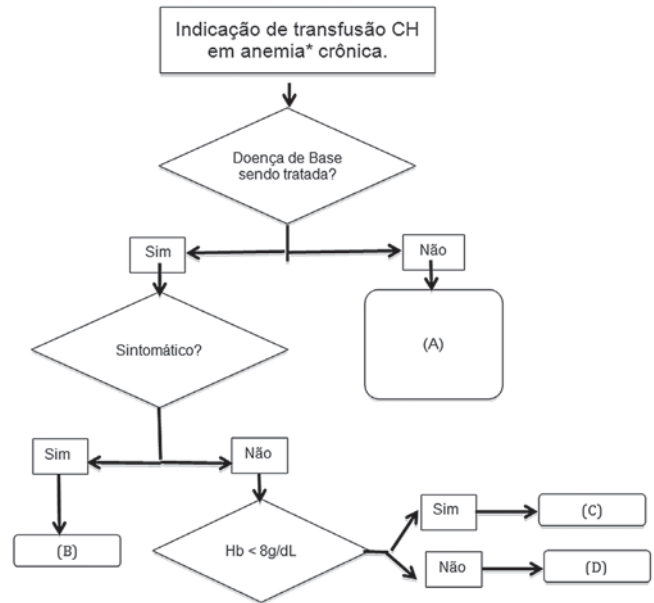 Indicação de transfusão CH
em anemia* crônica.
Doença de Base
sendo tratada?
Sim
Não
(A)
Sintomático?
Sim
Não
(B)
Hb < 8g/dL
Sim
(C)
Não
(D)